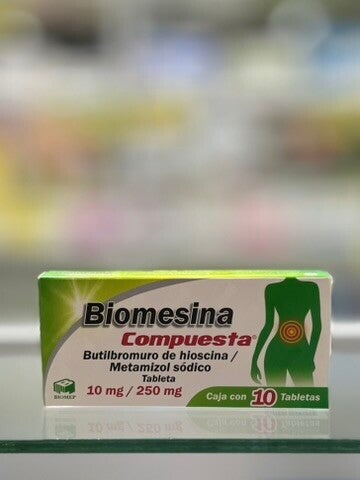 Biomesina
Compuesta®
Butilbromuro de hioscina /
Metamizol sódico
Tableta
10 mg / 250 mg
BIOMEP
Caja con 10 Tabletas